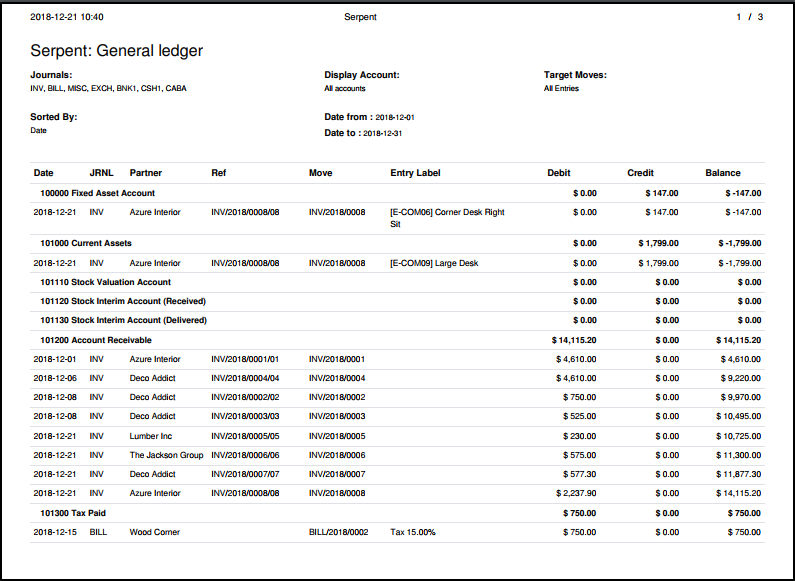 2018-12-21 10:40 Serpent 1 / 3
Serpent: General ledger
Journals: Display Account: Target Moves:
INV, BILL, MISC, EXCH, BNK1, CSH1, CABA All accounts All Entries
Sorted By: Date from : 2018-12-01
Date Date to : 2018-12-31
Date JRNL Partner Ref Move Entry Label Debit Credit Balance
100000 Fixed Asset Account $ 0.00 $ 147.00 $ -147.00
2018-12-21 INV Azure Interior INV/2018/0008/08 INV/2018/0008 [E-COM06] Corner Desk Right $ 0.00 $ 147.00 $ -147.00
Sit
101000 Current Assets $ 0.00 $ 1,799.00 $ -1,799.00
2018-12-21 INV Azure Interior INV/2018/0008/08 INV/2018/0008 [E-COM09] Large Desk $ 0.00 $ 1,799.00 $ -1,799.00
101110 Stock Valuation Account $ 0.00 $ 0.00 $ 0.00
101120 Stock Interim Account (Received) $ 0.00 $ 0.00 $ 0.00
101130 Stock Interim Account (Delivered) $ 0.00 $ 0.00 $ 0.00
101200 Account Receivable $ 14,115.20 $ 0.00 $ 14,115.20
2018-12-01 INV Azure Interior INV/2018/0001/01 INV/2018/0001 $ 4,610.00 $ 0.00 $ 4,610.00
2018-12-06 INV Deco Addict INV/2018/0004/04 INV/2018/0004 $ 4,610.00 $ 0.00 $ 9,220.00
2018-12-08 INV Deco Addict INV/2018/0002/02 INV/2018/0002 $ 750.00 $ 0.00 $ 9,970.00
2018-12-08 INV Deco Addict INV/2018/0003/03 INV/2018/0003 $ 525.00 $ 0.00 $ 10,495.00
2018-12-21 INV Lumber Inc INV/2018/0005/05 INV/2018/0005 $ 230.00 $ 0.00 $ 10,725.00
2018-12-21 INV The Jackson Group INV/2018/0006/06 INV/2018/0006 $ 575.00 $ 0.00 $ 11,300.00
2018-12-21 INV Deco Addict INV/2018/0007/07 INV/2018/0007 $ 577.30 $ 0.00 $ 11,877.30
2018-12-21 INV Azure Interior INV/2018/0008/08 INV/2018/0008 $ 2,237.90 $ 0.00 $ 14,115.20
101300 Tax Paid $ 750.00 $ 0.00 $ 750.00
2018-12-15 BILL Wood Corner BILL/2018/0002 Tax 15.00% $ 750.00 $ 0.00 $ 750.00